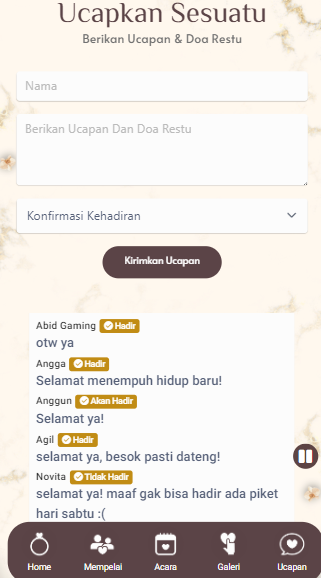 Ucapkan Sesuatu
Berikan Ucapan & Doa Restu
Nama
Berikan Ucapan Dan Doa Restu
Konfirmasi Kehadiran
Kirimkan Ucapan
Abid Gaming Hadir
otw ya
Angga Hadir
Selamat menempuh hidup baru!
Anggun Akan Hadir
Selamat ya!
Agil Hadir
selamat ya, besok pasti dateng!
Novita Tidak Hadir
selamat ya! maaf gak bisa hadir ada piket
hari sabtu :(
Home Mempelai Acara Galeri Ucapan